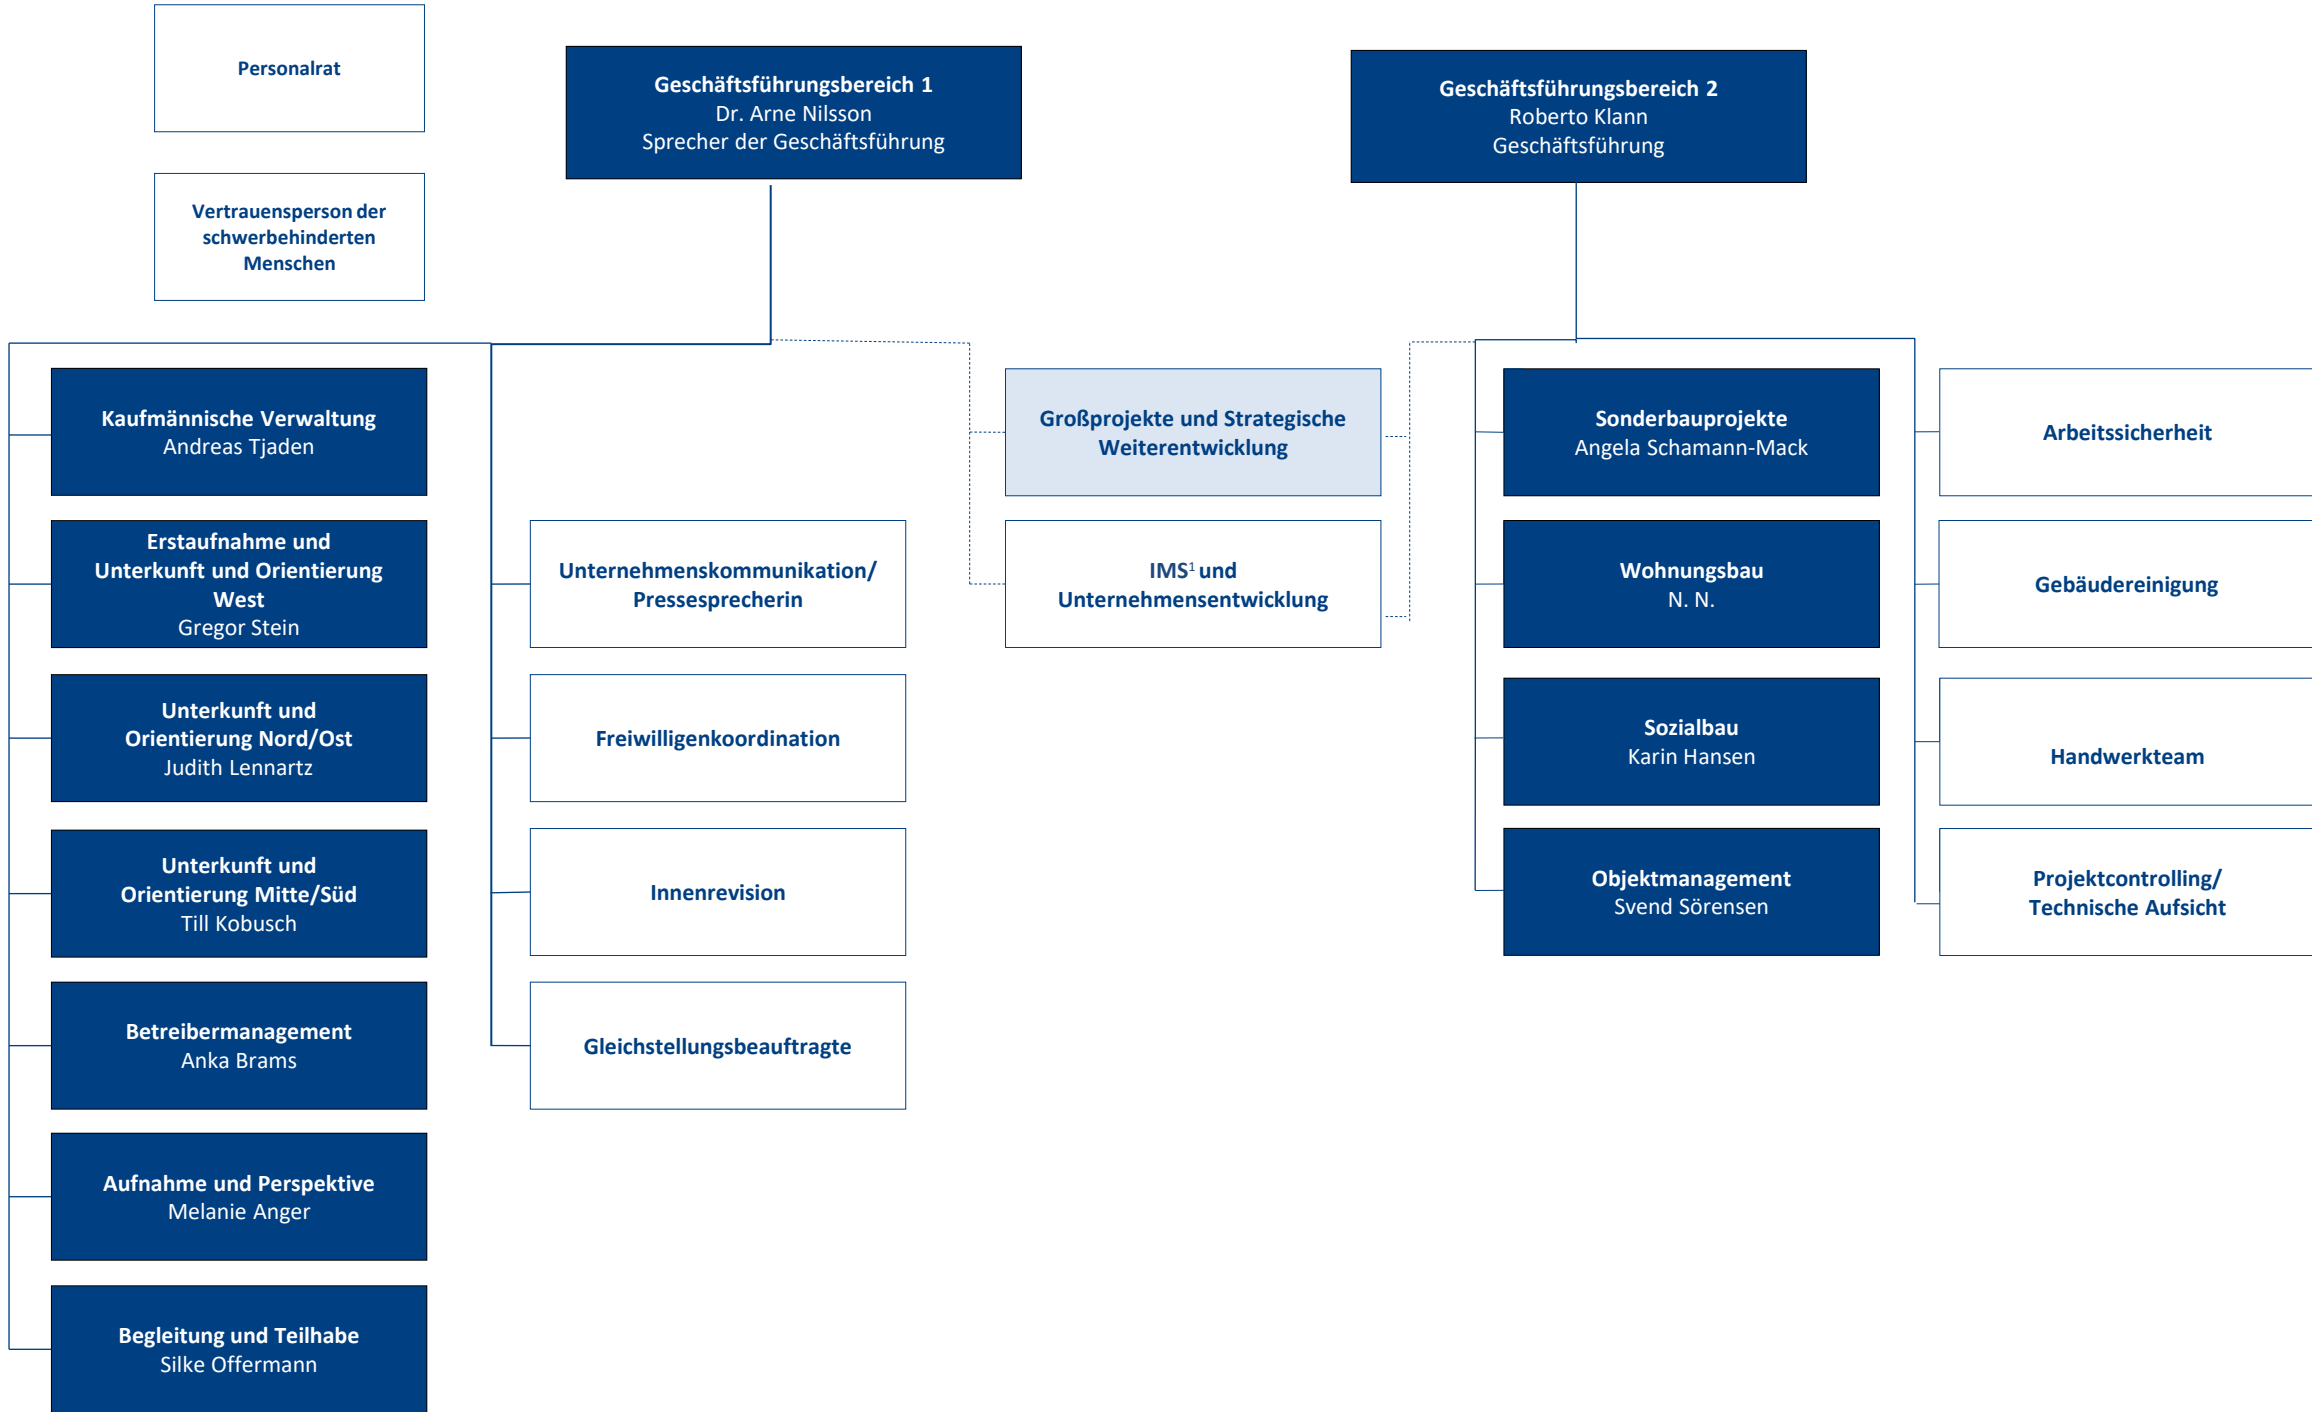 Personalrat
Vertrauensperson der
schwerbehinderten
Menschen
Geschäftsführungsbereich 1
Dr. Arne Nilsson
Sprecher der Geschäftsführung
Geschäftsführungsbereich 2
Roberto Klann
Geschäftsführung
Kaufmännische Verwaltung
Andreas Tjaden
Erstaufnahme und
Unterkunft und Orientierung
West
Gregor Stein
Unterkunft und
Orientierung Nord/Ost
Judith Lennartz
Unterkunft und
Orientierung Mitte/Süd
Till Kobusch
Betreibermanagement
Anka Brams
Aufnahme und Perspektive
Melanie Anger
Begleitung und Teilhabe
Silke Offermann
Unternehmenskommunikation/
Pressesprecherin
Freiwilligenkoordination
Innenrevision
Gleichstellungsbeauftragte
Großprojekte und Strategische
Weiterentwicklung
IMS¹ und
Unternehmensentwicklung
Sonderbauprojekte
Angela Schamann-Mack
Wohnungsbau
N. N.
Sozialbau
Karin Hansen
Objektmanagement
Svend Sörensen
Arbeitssicherheit
Gebäudereinigung
Handwerkteam
Projektcontrolling/
Technische Aufsicht